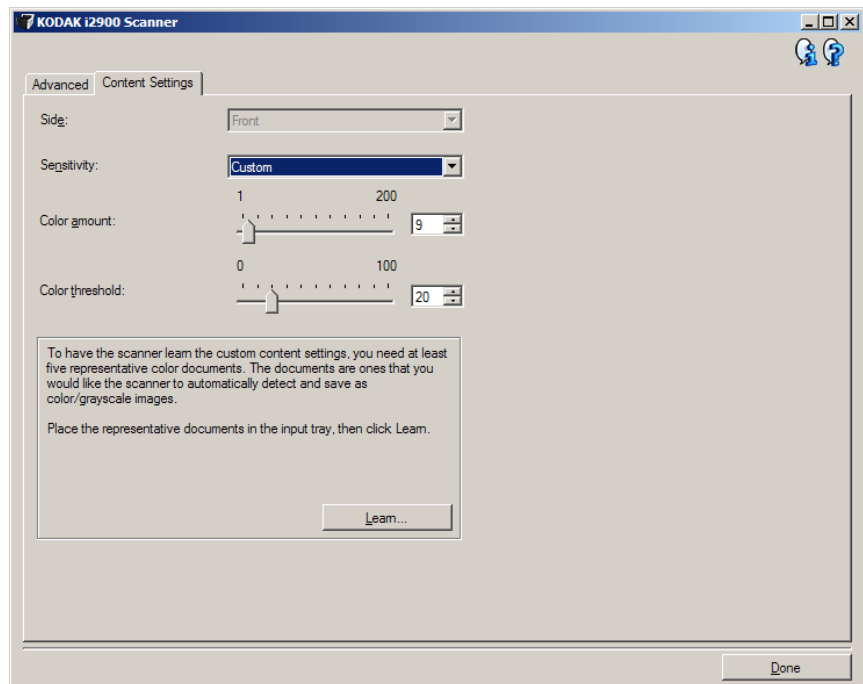 KODAK i2900 Scanner
Advanced
Content Settings
Side:
Front
Sensitivity:
Custom
1 200
Color amount:
9
0 100
Color threshold:
20
To have the scanner learn the custom content settings, you need at least
five representative color documents. The documents are ones that you
would like the scanner to automatically detect and save as
color/grayscale images.
Place the representative documents in the input tray, then click Learn.
Learn...
Done